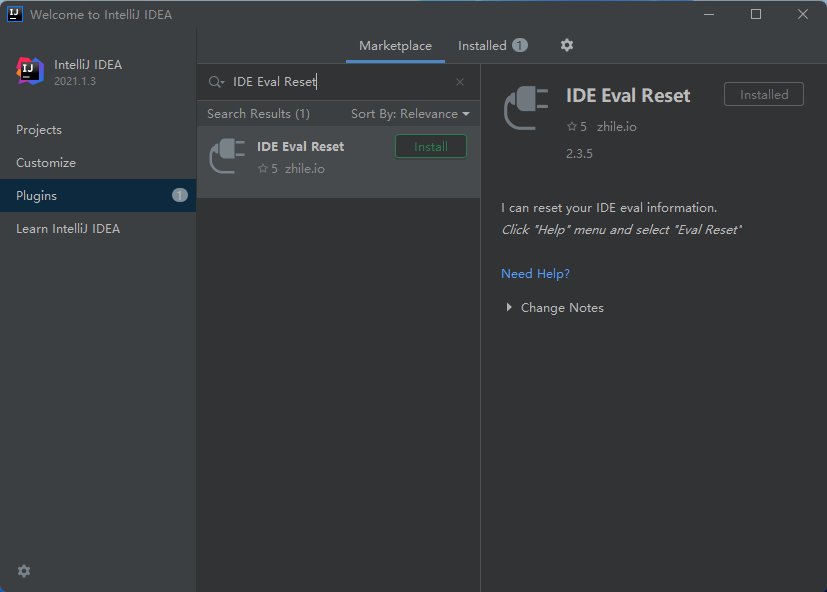 Welcome to IntelliJ IDEA
IntelliJ IDEA
2021.1.3
Projects
Customize
Plugins 1
Learn IntelliJ IDEA
Marketplace Installed 1
IDE Eval Reset
Search Results (1) Sort By: Relevance
IDE Eval Reset Install
5 zhile.io
IDE Eval Reset Installed
5 zhile.io
2.3.5
I can reset your IDE eval information.
Click "Help" menu and select "Eval Reset"
Need Help?
Change Notes